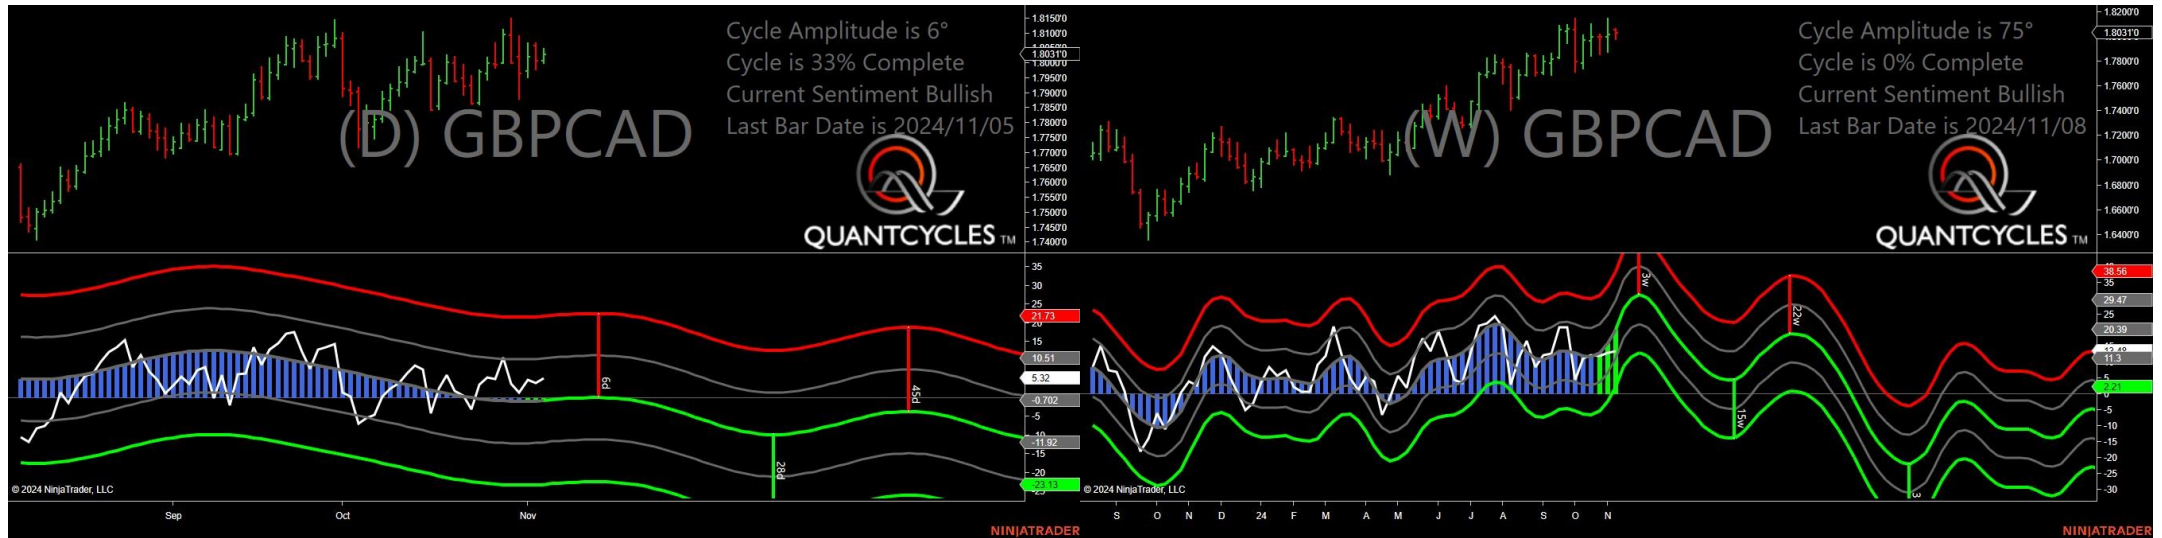 Cycle Amplitude is 6°
Cycle is 33% Complete
Current Sentiment Bullish
Last Bar Date is 2024/11/05
(D) GBPCAD
QUANTCYCLES TM
1.8150'0
1.8100'0
1.8031'0
1.8000'0
1.7950'0
1.7900'0
1.7850'0
1.7800'0
1.7750'0
1.7700'0
1.7650'0
1.7600'0
1.7550'0
1.7500'0
1.7450'0
1.7400'0
35
30
25
21.73
20
15
10.51
5.32
-0.702
-5
-10
-11.92
-15
-20
-23.13
6d
28d
45d
© 2024 NinjaTrader, LLC
Sep
Oct
Nov
NINJATRADER
Cycle Amplitude is 75°
Cycle is 0% Complete
Current Sentiment Bullish
Last Bar Date is 2024/11/08
(W) GBPCAD
QUANTCYCLES TM
1.8200'0
1.8031'0
1.7800'0
1.7600'0
1.7400'0
1.7200'0
1.7000'0
1.6800'0
1.6600'0
1.6400'0
38.56
35
29.47
25
20.39
15
11.3
5
2.21
0
-5
-10
-15
-20
-25
-30
3w
15w
22w
3
© 2024 NinjaTrader, LLC
S O N D 24 F M A M J J A S O N
NINJATRADER